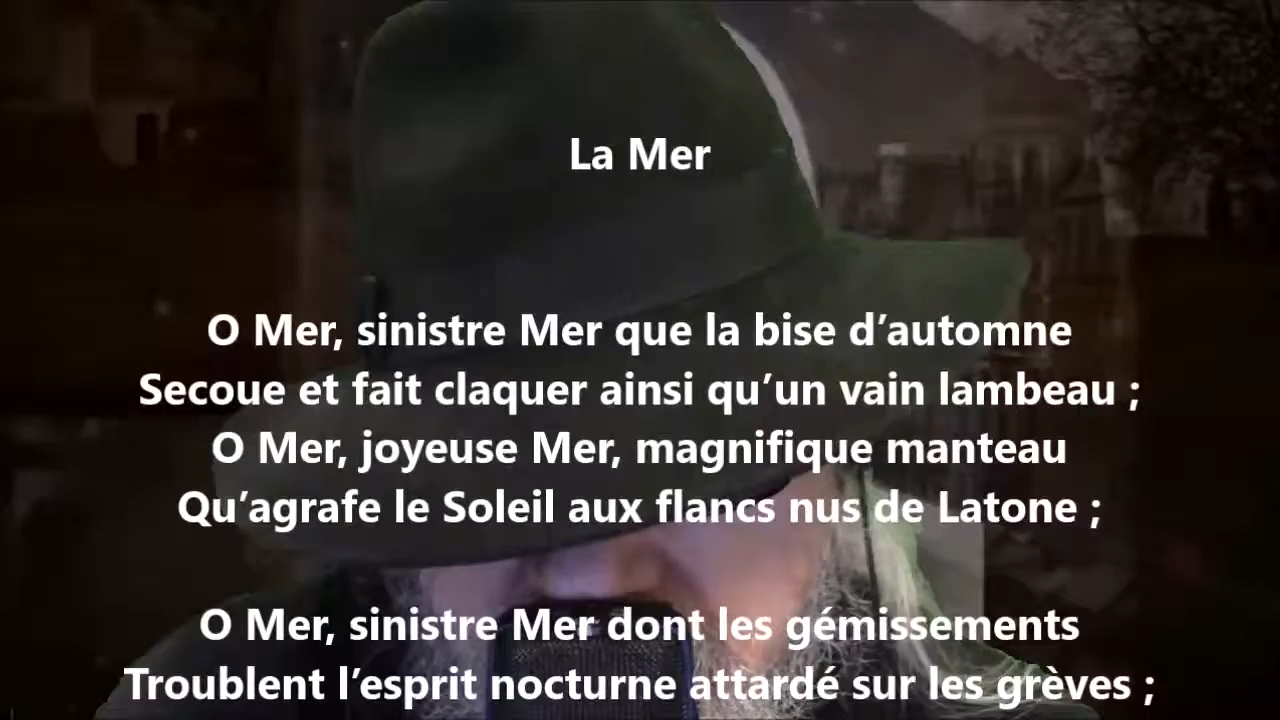 La Mer
O Mer, sinistre Mer que la bise d’automne
Secoue et fait claquer ainsi qu’un vain lambeau ;
O Mer, joyeuse Mer, magnifique manteau
Qu’agrafe le Soleil aux flancs nus de Latone ;
O Mer, sinistre Mer dont les gémissements
Troublent l’esprit nocturne attardé sur les grèves ;